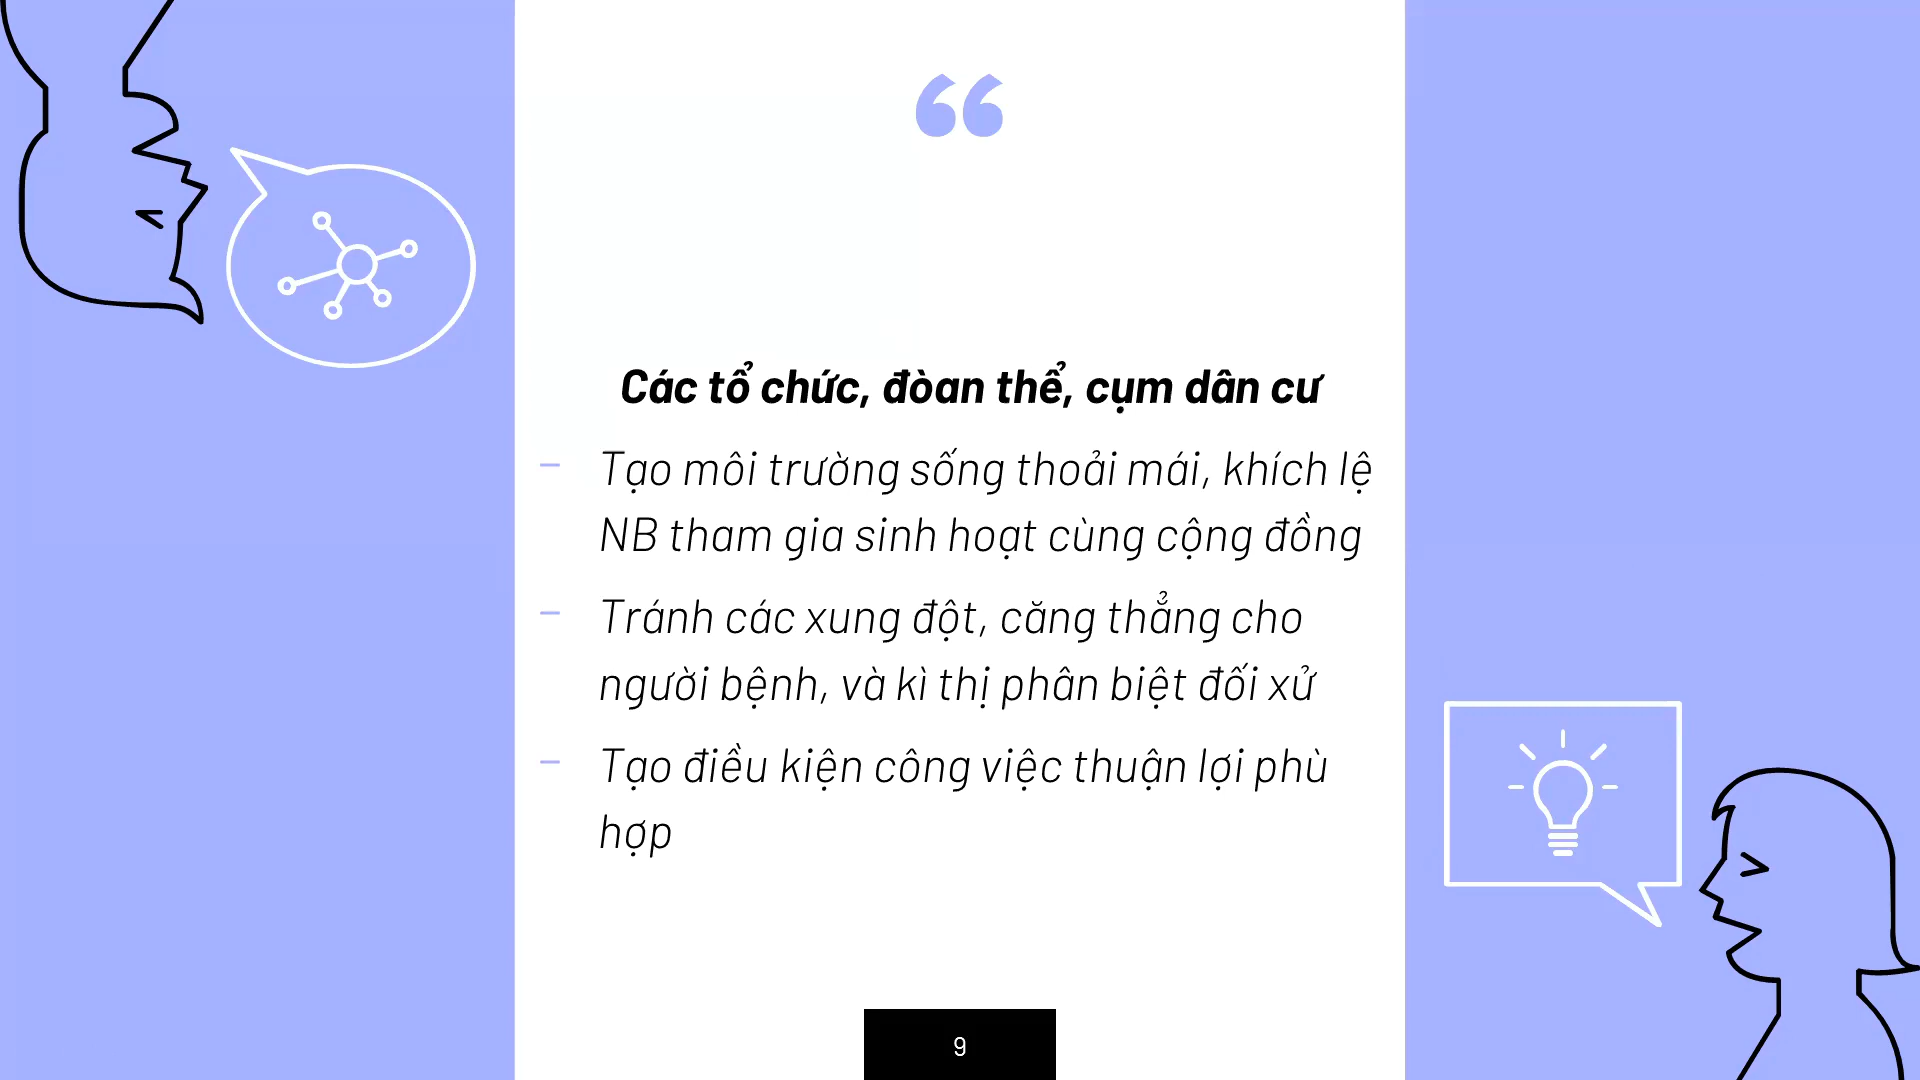 “
Các tổ chức, đòan thể, cụm dân cư
– Tạo môi trường sống thoải mái, khích lệ
NB tham gia sinh hoạt cùng cộng đồng
– Tránh các xung đột, căng thẳng cho
người bệnh, và kì thị phân biệt đối xử
– Tạo điều kiện công việc thuận lợi phù
hợp
9